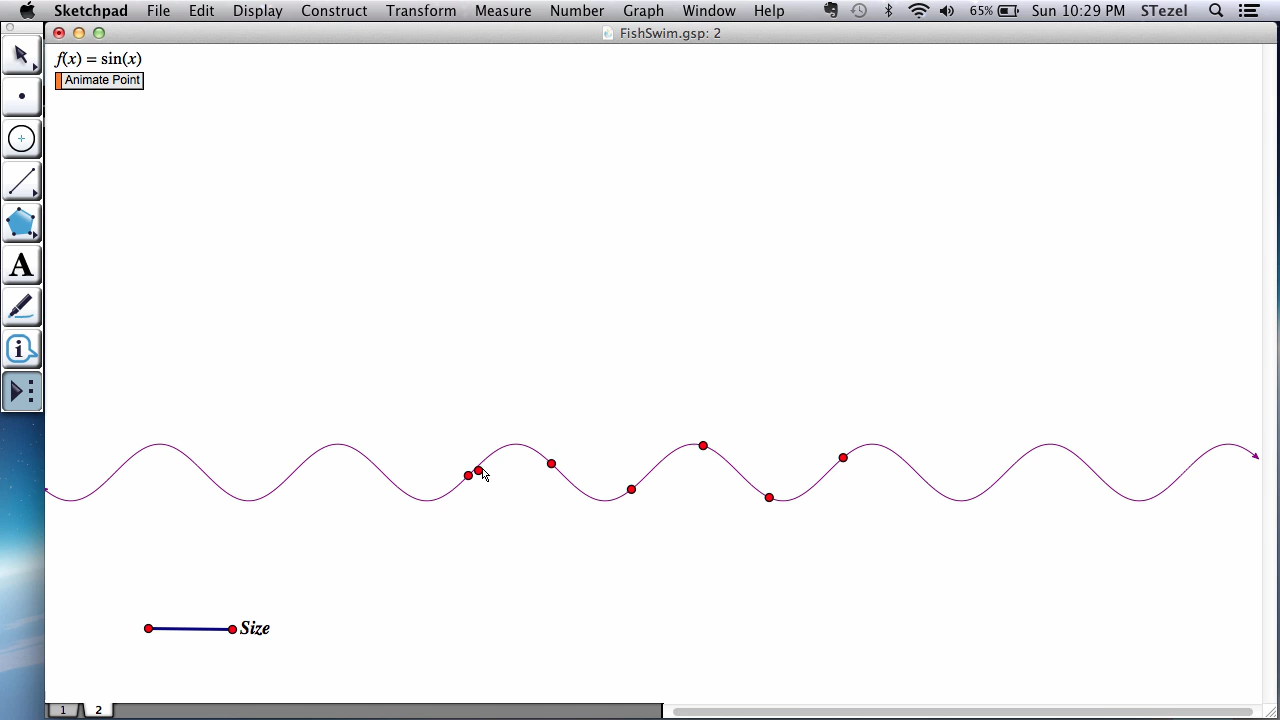 Sketchpad File Edit Display Construct Transform Measure Number Graph Window Help 65% Sun 10:29 PM STezel
FishSwim.gsp: 2
f(x) = sin(x)
Animate Point
A
i
Size
1 2